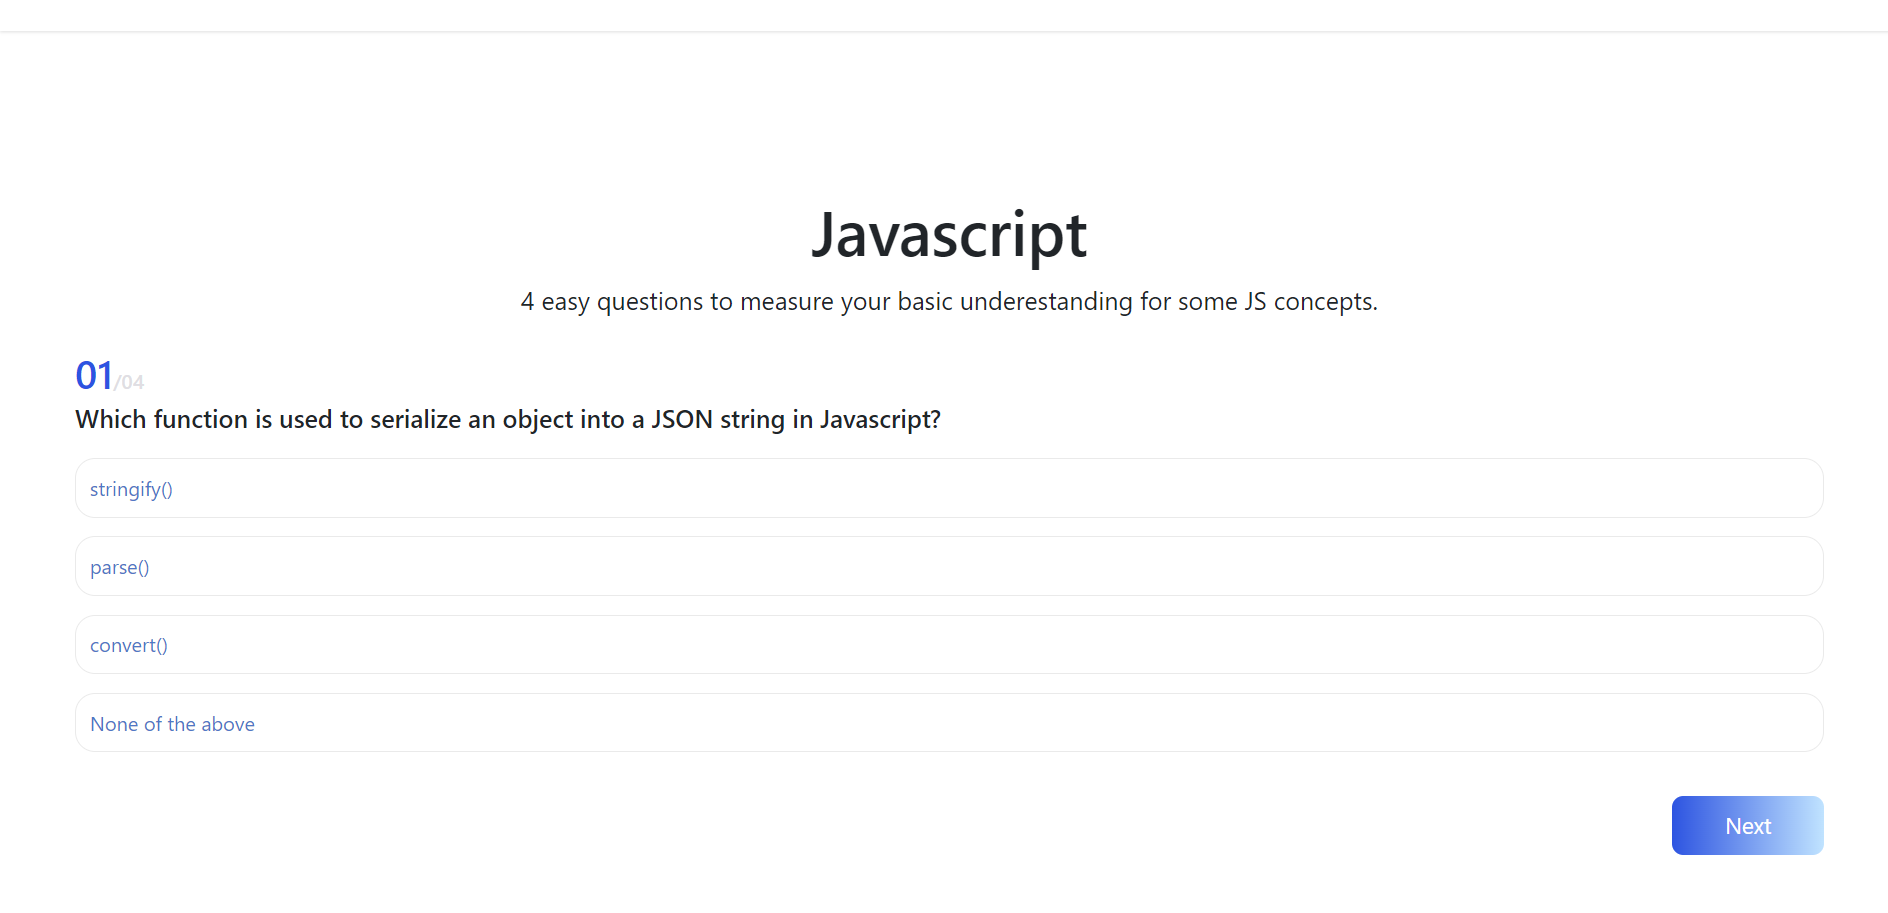 Javascript
4 easy questions to measure your basic underestanding for some JS concepts.
01/04
Which function is used to serialize an object into a JSON string in Javascript?
stringify()
parse()
convert()
None of the above
Next